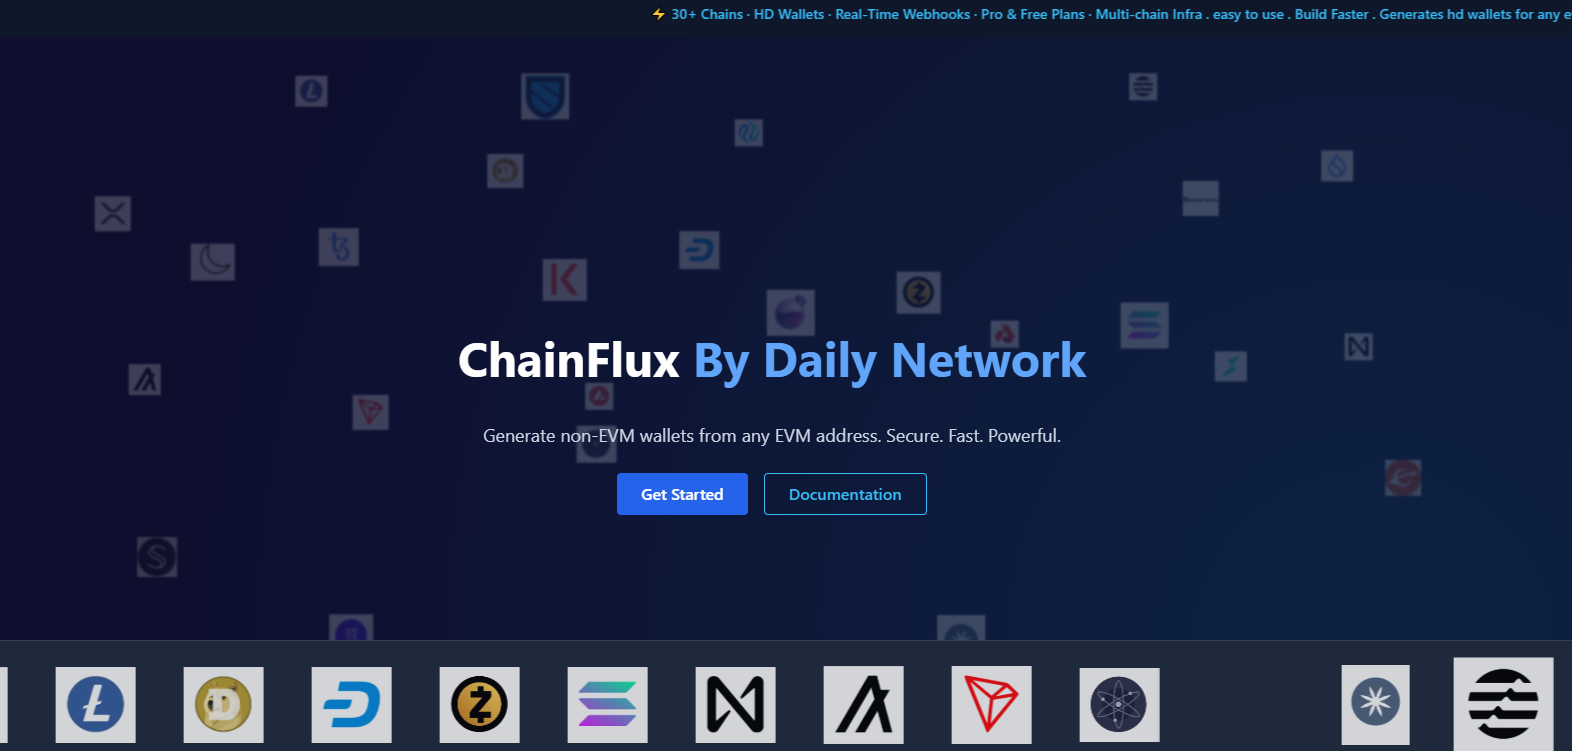 ⚡ 30+ Chains · HD Wallets · Real-Time Webhooks · Pro & Free Plans · Multi-chain Infra . easy to use . Build Faster . Generates hd wallets for any
ChainFlux By Daily Network
Generate non-EVM wallets from any EVM address. Secure. Fast. Powerful.
Get Started
Documentation